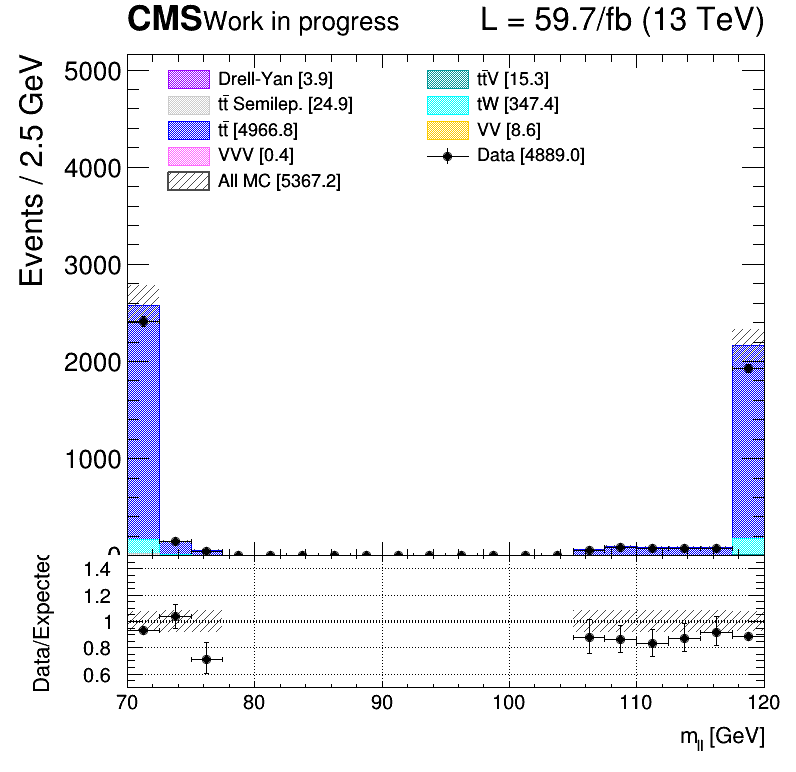 CMS Work in progress L = 59.7/fb (13 TeV)
Events / 2.5 GeV
5000
4000
3000
2000
1000
0
Drell-Yan [3.9]
tt̄ Semilep. [24.9]
tt̄ [4966.8]
VVV [0.4]
All MC [5367.2]
tt̄V [15.3]
tW [347.4]
VV [8.6]
Data [4889.0]
Data/Expected
1.4
1.2
1
0.8
0.6
70 80 90 100 110 120
m_ll [GeV]